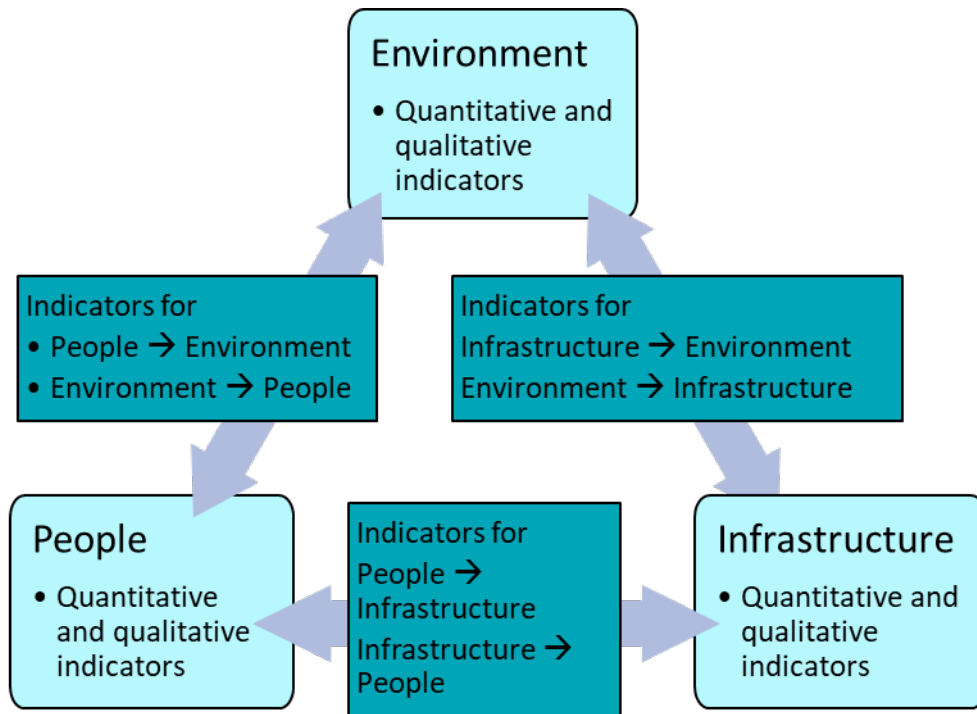 Environment
• Quantitative and
qualitative
indicators
Indicators for
• People → Environment
• Environment → People
Indicators for
Infrastructure → Environment
Environment → Infrastructure
People
• Quantitative
and qualitative
indicators
Indicators for
People →
Infrastructure
Infrastructure →
People
Infrastructure
• Quantitative and
qualitative
indicators